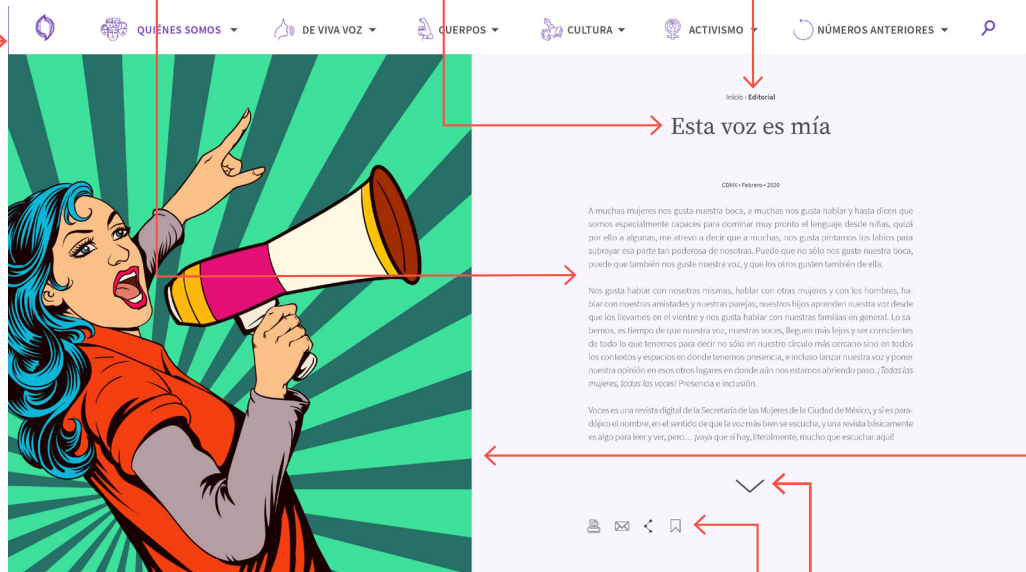 QUIÉNES SOMOS
DE VIVA VOZ
CUERPOS
CULTURA
ACTIVISMO
NÚMEROS ANTERIORES
Inicio › Editorial
Esta voz es mía
CDMX • Febrero • 2020
A muchas mujeres nos gusta nuestra boca, a muchas nos gusta hablar y hasta dicen que
somos especialmente capaces para dominar muy pronto el lenguaje desde niñas, quizá
por ello a algunas, me atrevo a decir que a muchas, nos gusta pintarnos los labios para
subrayar esa parte tan poderosa de nosotras. Puede que no sólo nos guste nuestra boca,
puede que también nos guste nuestra voz, y que los otros gusten también de ella.
Nos gusta hablar con nosotras mismas, hablar con otras mujeres y con los hombres, ha-
blar con nuestras amistades y nuestras parejas; nuestros hijos aprenden nuestra voz desde
que los llevamos en el vientre y nos gusta hablar con nuestras familias en general. Lo sa-
bemos, es tiempo de que nuestra voz, nuestras voces, lleguen más lejos y ser conscientes
de todo lo que tenemos para decir no sólo en nuestro círculo más cercano sino en todos
los contextos y espacios en donde tenemos presencia, e incluso lanzar nuestra voz y poner
nuestra opinión en esos otros lugares en donde aún nos estamos abriendo paso. ¡Todas las
mujeres, todas las voces! Presencia e inclusión.
Voces es una revista digital de la Secretaría de las Mujeres de la Ciudad de México, y sí es para-
dójico el nombre, en el sentido de que la voz más bien se escucha, y una revista básicamente
es algo para leer y ver, pero… ¡vaya que sí hay, literalmente, mucho que escuchar aquí!